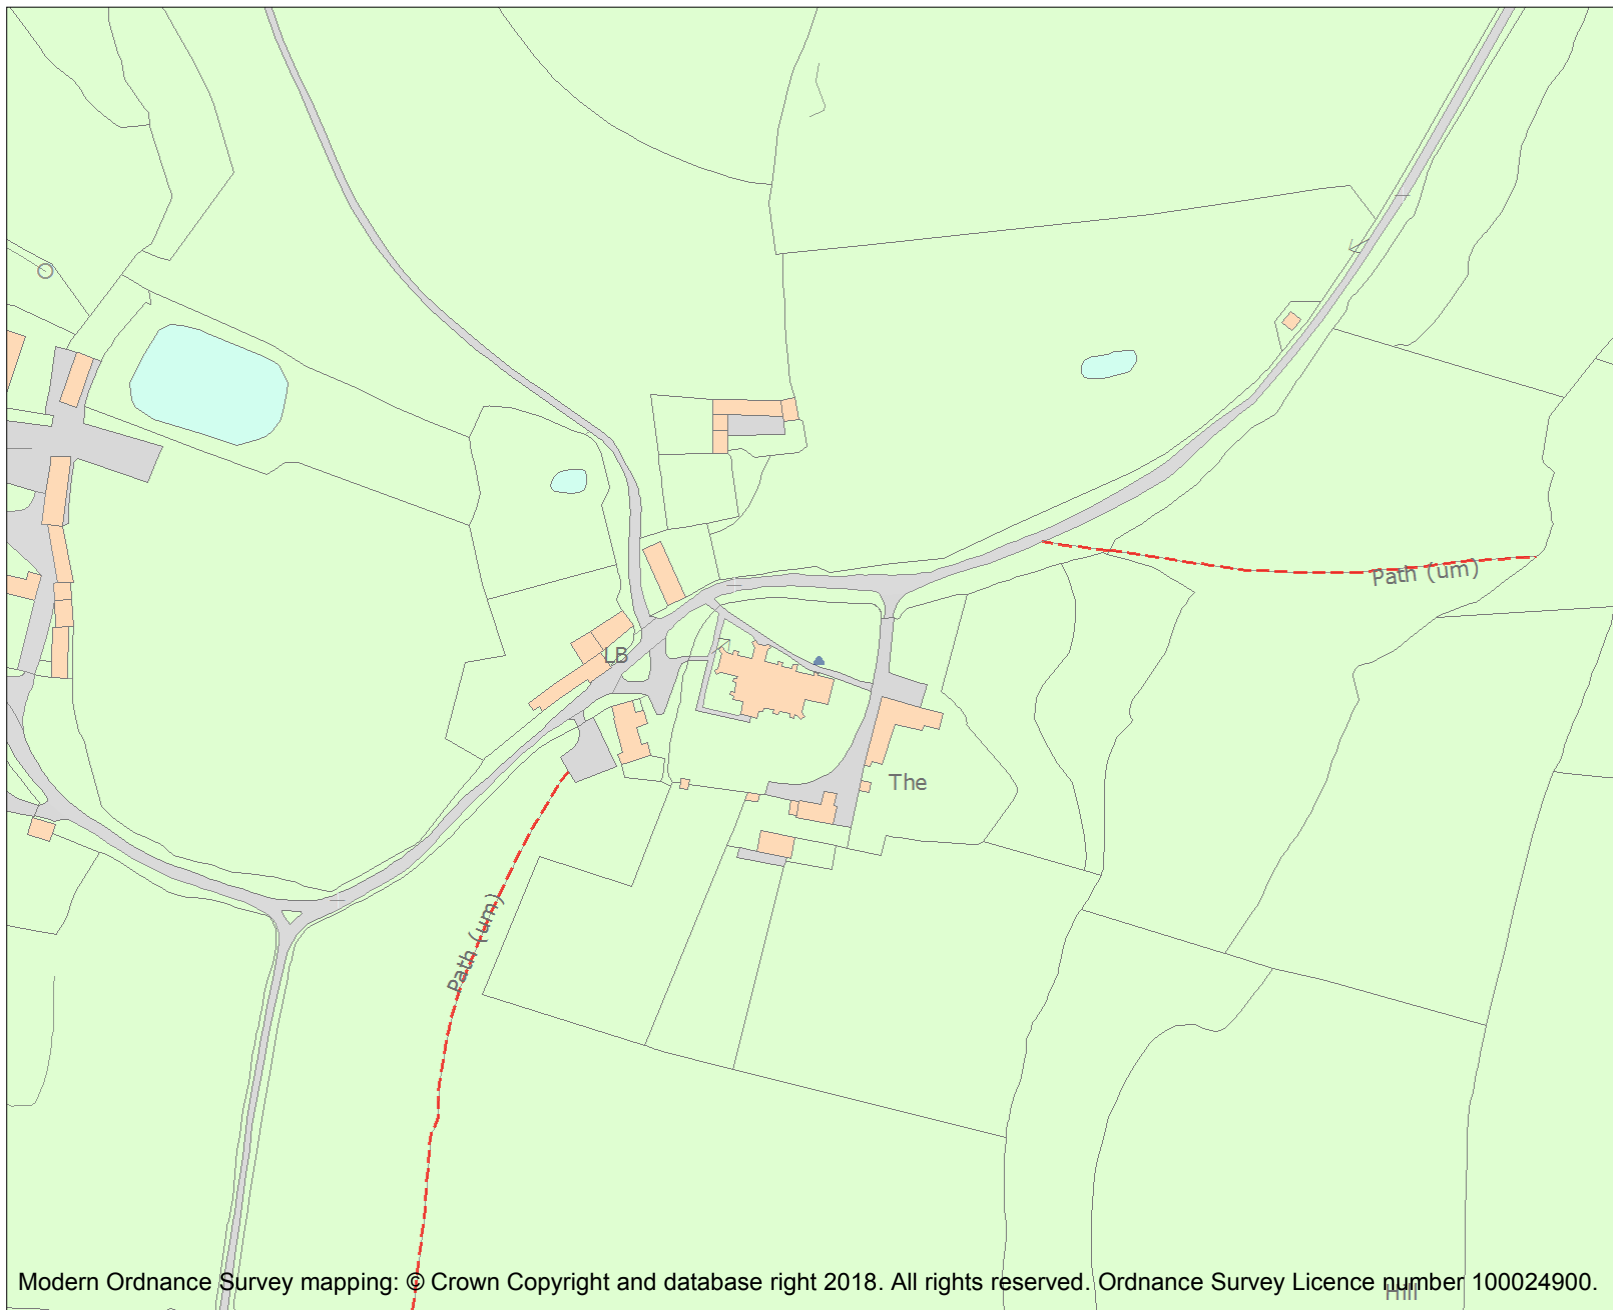 Path (um)
LB
The
Path (um)
Modern Ordnance Survey mapping: © Crown Copyright and database right 2018. All rights reserved. Ordnance Survey Licence number 100024900.
Hill